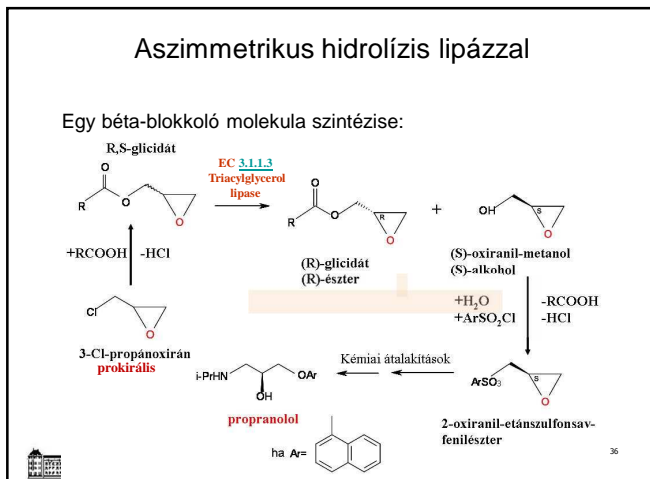 Aszimmetrikus hidrolízis lipázzal
Egy béta-blokkoló molekula szintézise:
R,S-glicidát
EC 3.1.1.3
Triacylglycerol
lipase
O
R
O
O
O
R
O
R
O
+
OH
S
O
+RCOOH -HCl
(R)-glicidát
(R)-észter
(S)-oxiranil-metanol
(S)-alkohol
+H2O -RCOOH
+ArSO2Cl -HCl
Cl
O
3-Cl-propánoxirán
prokirális
Kémiai átalakítások
i-PrHN
OAr
OH
propranolol
ArSO3
S
O
2-oxiranil-etánszulfonsav-
fenilészter
ha Ar=
36